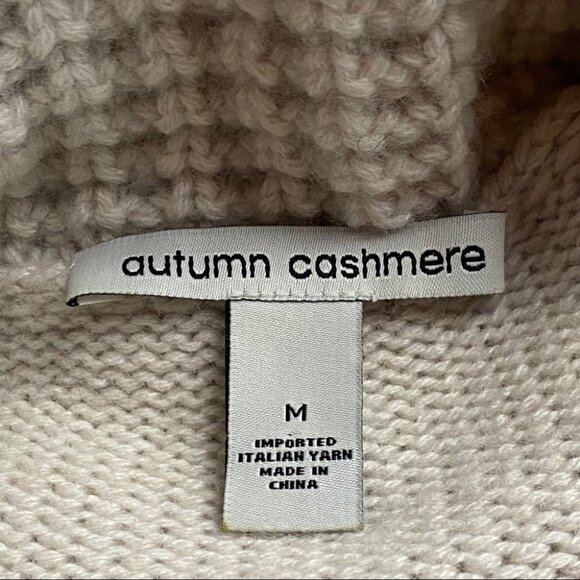 autumn cashmere
M
IMPORTED
ITALIAN YARN
MADE IN
CHINA